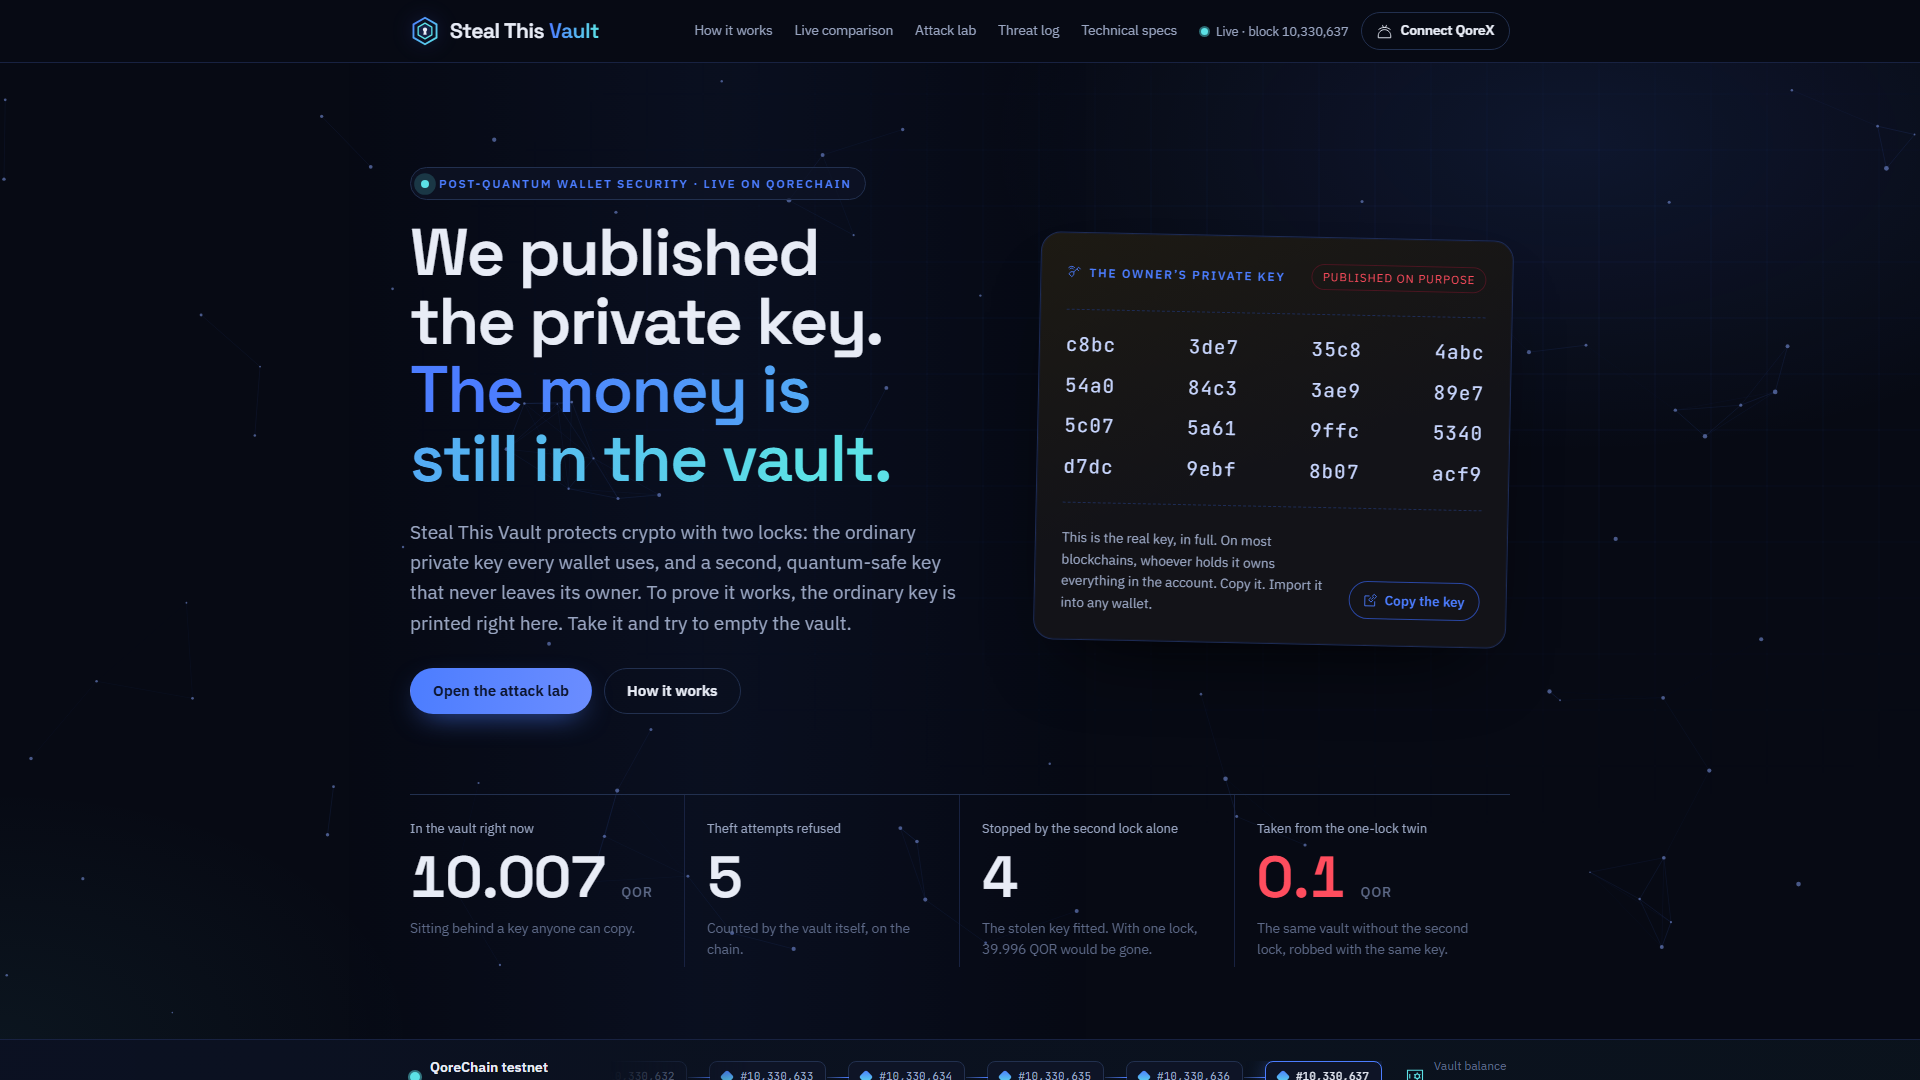 Steal This Vault
How it works
Live comparison
Attack lab
Threat log
Technical specs
Live · block 10,330,637
Connect QoreX
POST-QUANTUM WALLET SECURITY · LIVE ON QORECHAIN
We published
the private key.
The money is
still in the vault.
Steal This Vault protects crypto with two locks: the ordinary
private key every wallet uses, and a second, quantum-safe key
that never leaves its owner. To prove it works, the ordinary key is
printed right here. Take it and try to empty the vault.
Open the attack lab
How it works
THE OWNER'S PRIVATE KEY
PUBLISHED ON PURPOSE
c8bc 3de7 35c8 4abc
54a0 84c3 3ae9 89e7
5c07 5a61 9ffc 5340
d7dc 9ebf 8b07 acf9
This is the real key, in full. On most
blockchains, whoever holds it owns
everything in the account. Copy it. Import it
into any wallet.
Copy the key
In the vault right now
10.007 QOR
Sitting behind a key anyone can copy.
Theft attempts refused
5
Counted by the vault itself, on the
chain.
Stopped by the second lock alone
4
The stolen key fitted. With one lock,
39.996 QOR would be gone.
Taken from the one-lock twin
0.1 QOR
The same vault without the second
lock, robbed with the same key.
QoreChain testnet
330,632
#10,330,633
#10,330,634
#10,330,635
#10,330,636
#10,330,637
Vault balance